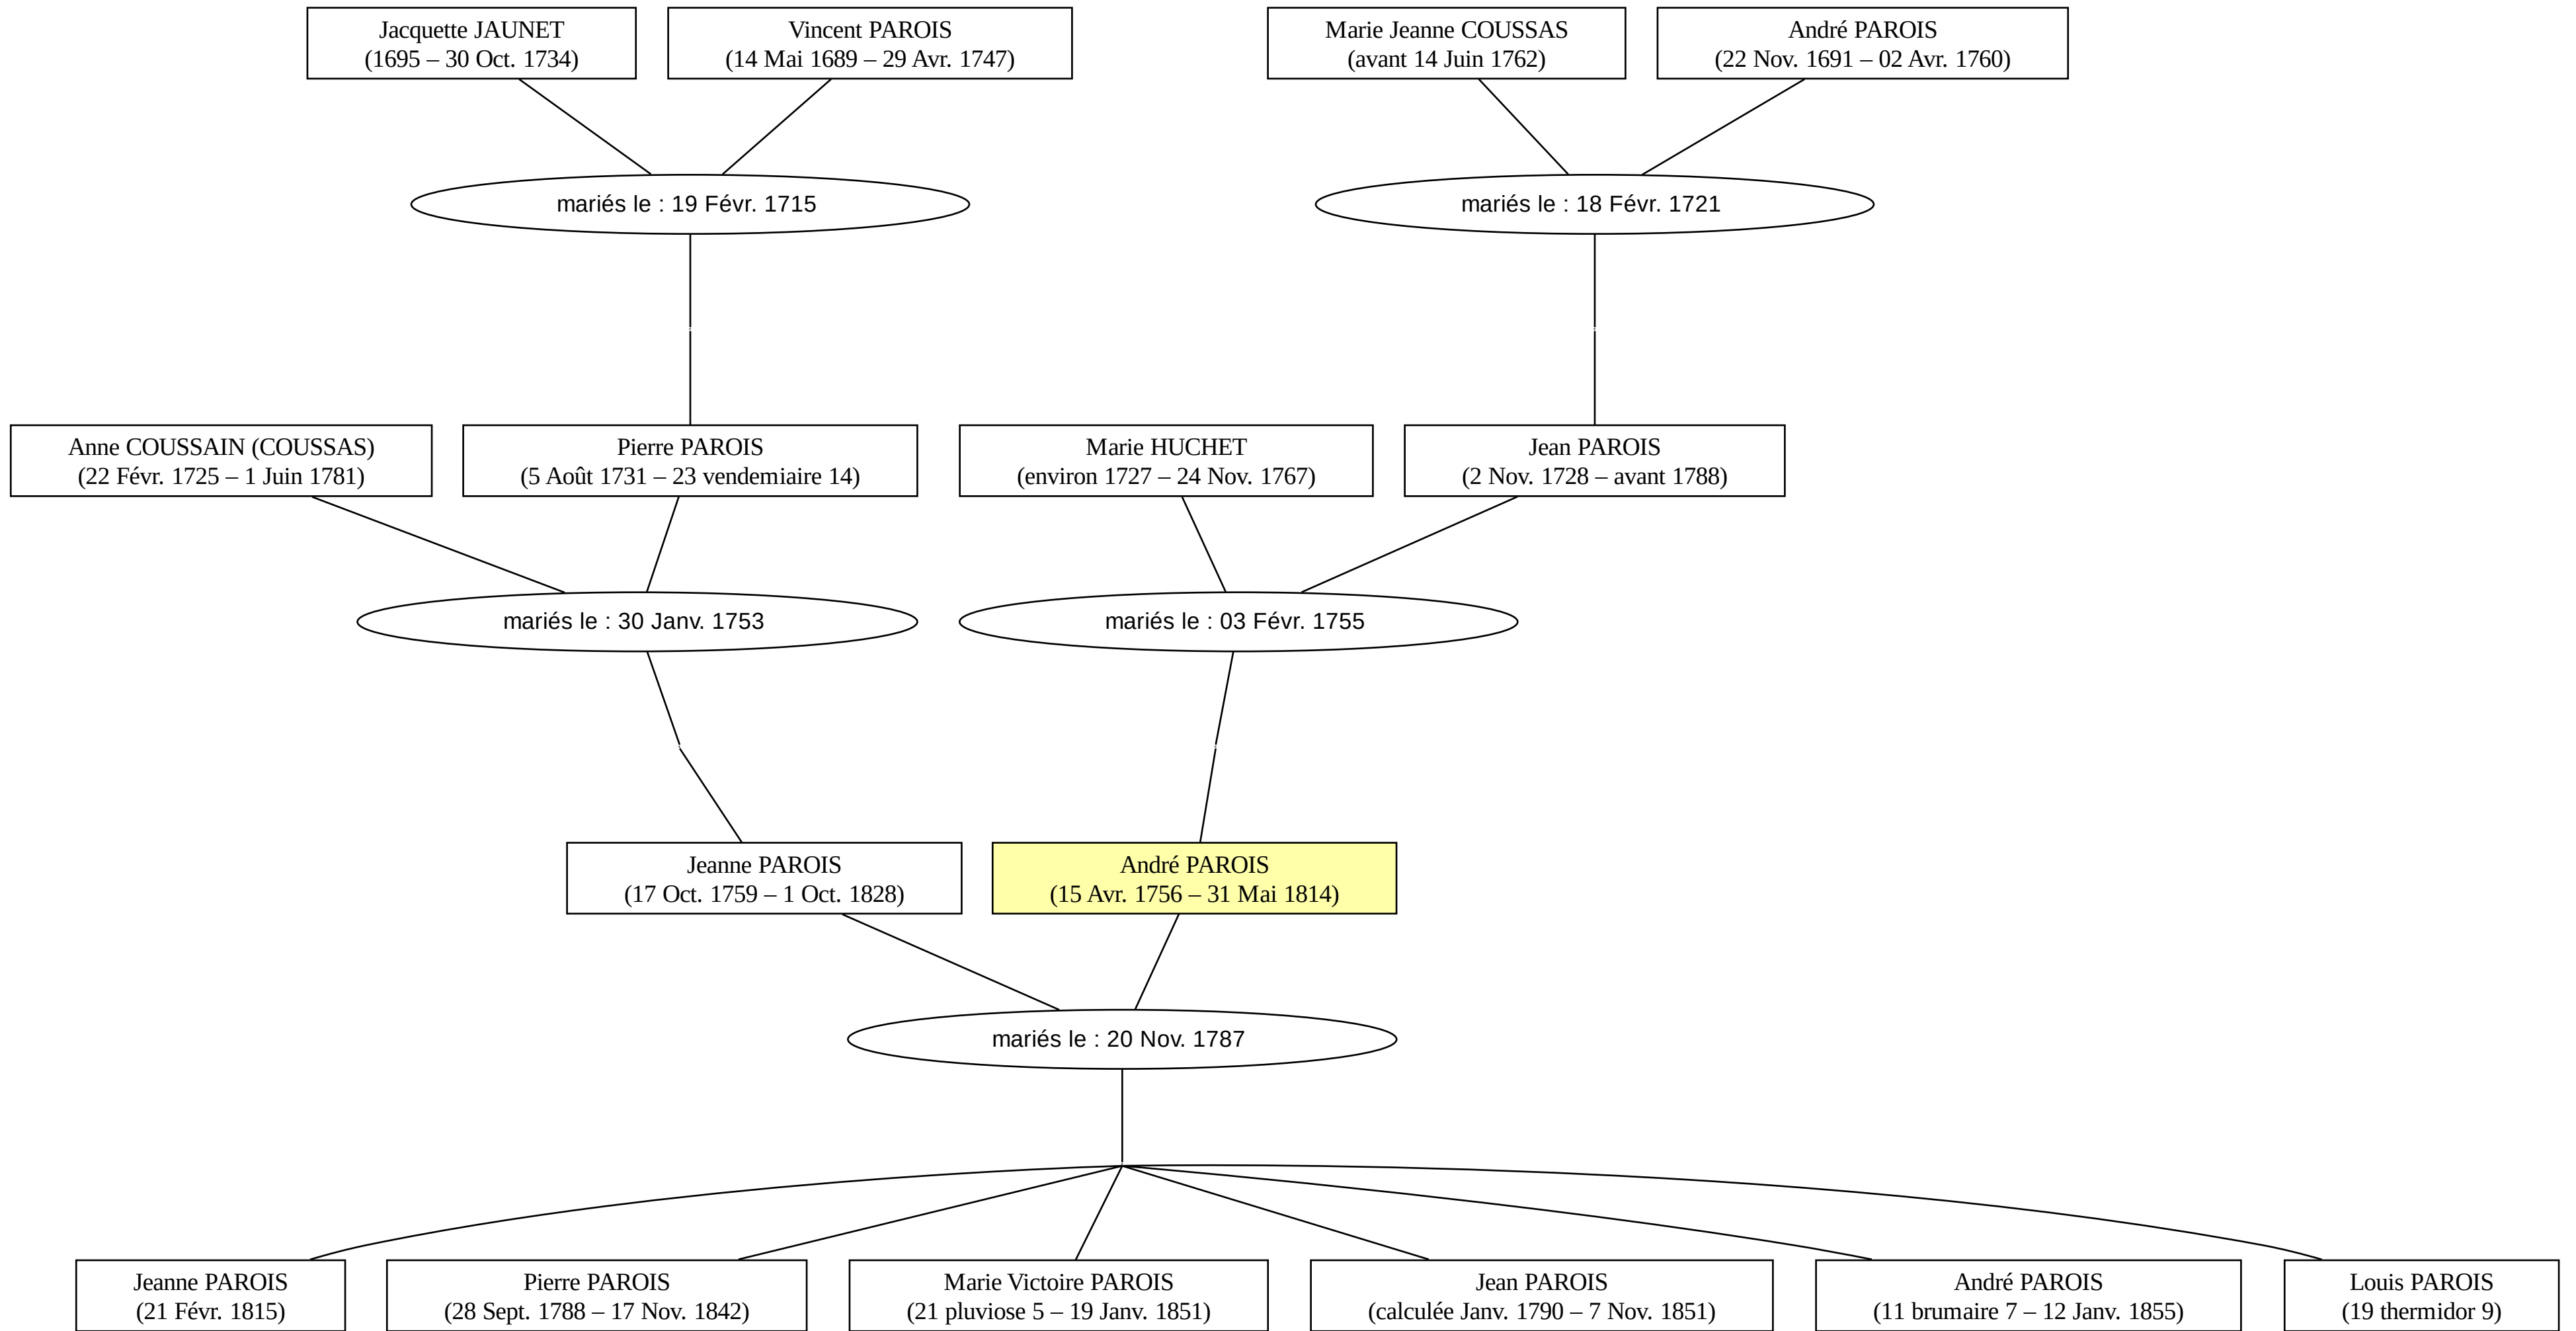 Jacquette JAUNET
(1695 – 30 Oct. 1734)
Vincent PAROIS
(14 Mai 1689 – 29 Avr. 1747)
Marie Jeanne COUSSAS
(avant 14 Juin 1762)
André PAROIS
(22 Nov. 1691 – 02 Avr. 1760)
mariés le : 19 Févr. 1715
mariés le : 18 Févr. 1721
Anne COUSSAIN (COUSSAS)
(22 Févr. 1725 – 1 Juin 1781)
Pierre PAROIS
(5 Août 1731 – 23 vendemiaire 14)
Marie HUCHET
(environ 1727 – 24 Nov. 1767)
Jean PAROIS
(2 Nov. 1728 – avant 1788)
mariés le : 30 Janv. 1753
mariés le : 03 Févr. 1755
Jeanne PAROIS
(17 Oct. 1759 – 1 Oct. 1828)
André PAROIS
(15 Avr. 1756 – 31 Mai 1814)
mariés le : 20 Nov. 1787
Jeanne PAROIS
(21 Févr. 1815)
Pierre PAROIS
(28 Sept. 1788 – 17 Nov. 1842)
Marie Victoire PAROIS
(21 pluviose 5 – 19 Janv. 1851)
Jean PAROIS
(calculée Janv. 1790 – 7 Nov. 1851)
André PAROIS
(11 brumaire 7 – 12 Janv. 1855)
Louis PAROIS
(19 thermidor 9)